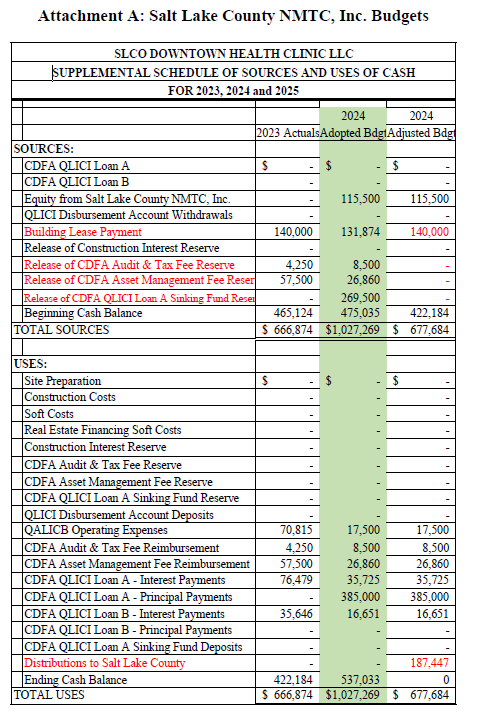 Attachment A: Salt Lake County NMTC, Inc. Budgets
SLCO DOWNTOWN HEALTH CLINIC LLC
SUPPLEMENTAL SCHEDULE OF SOURCES AND USES OF CASH
FOR 2023, 2024 and 2025
2024 2024
2023 Actuals Adopted Bdgt Adjusted Bdgt
SOURCES:
CDFA QLICI Loan A $ - $ - $ -
CDFA QLICI Loan B - - -
Equity from Salt Lake County NMTC, Inc. - 115,500 115,500
QLICI Disbursement Account Withdrawals - - -
Building Lease Payment 140,000 131,874 140,000
Release of Construction Interest Reserve - - -
Release of CDFA Audit & Tax Fee Reserve 4,250 8,500 -
Release of CDFA Asset Management Fee Reser 57,500 26,860 -
Release of CDFA QLICI Loan A Sinking Fund Reser - 269,500 -
Beginning Cash Balance 465,124 475,035 422,184
TOTAL SOURCES $ 666,874 $1,027,269 $ 677,684
USES:
Site Preparation $ - $ - $ -
Construction Costs - - -
Soft Costs - - -
Real Estate Financing Soft Costs - - -
Construction Interest Reserve - - -
CDFA Audit & Tax Fee Reserve - - -
CDFA Asset Management Fee Reserve - - -
CDFA QLICI Loan A Sinking Fund Reserve - - -
QLICI Disbursement Account Deposits - - -
QALICB Operating Expenses 70,815 17,500 17,500
CDFA Audit & Tax Fee Reimbursement 4,250 8,500 8,500
CDFA Asset Management Fee Reimbursement 57,500 26,860 26,860
CDFA QLICI Loan A - Interest Payments 76,479 35,725 35,725
CDFA QLICI Loan A - Principal Payments - 385,000 385,000
CDFA QLICI Loan B - Interest Payments 35,646 16,651 16,651
CDFA QLICI Loan B - Principal Payments - - -
CDFA QLICI Loan A Sinking Fund Deposits - - -
Distributions to Salt Lake County - - 187,447
Ending Cash Balance 422,184 537,033 0
TOTAL USES $ 666,874 $1,027,269 $ 677,684